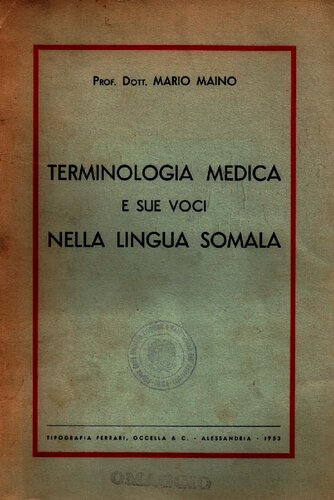 Prof. Dott. MARIO MAINO
TERMINOLOGIA MEDICA
E SUE VOCI
NELLA LINGUA SOMALA
TIPOGRAFIA FERRARI, OCCELLA & C. - ALESSANDRIA - 1953
OMAGGIO